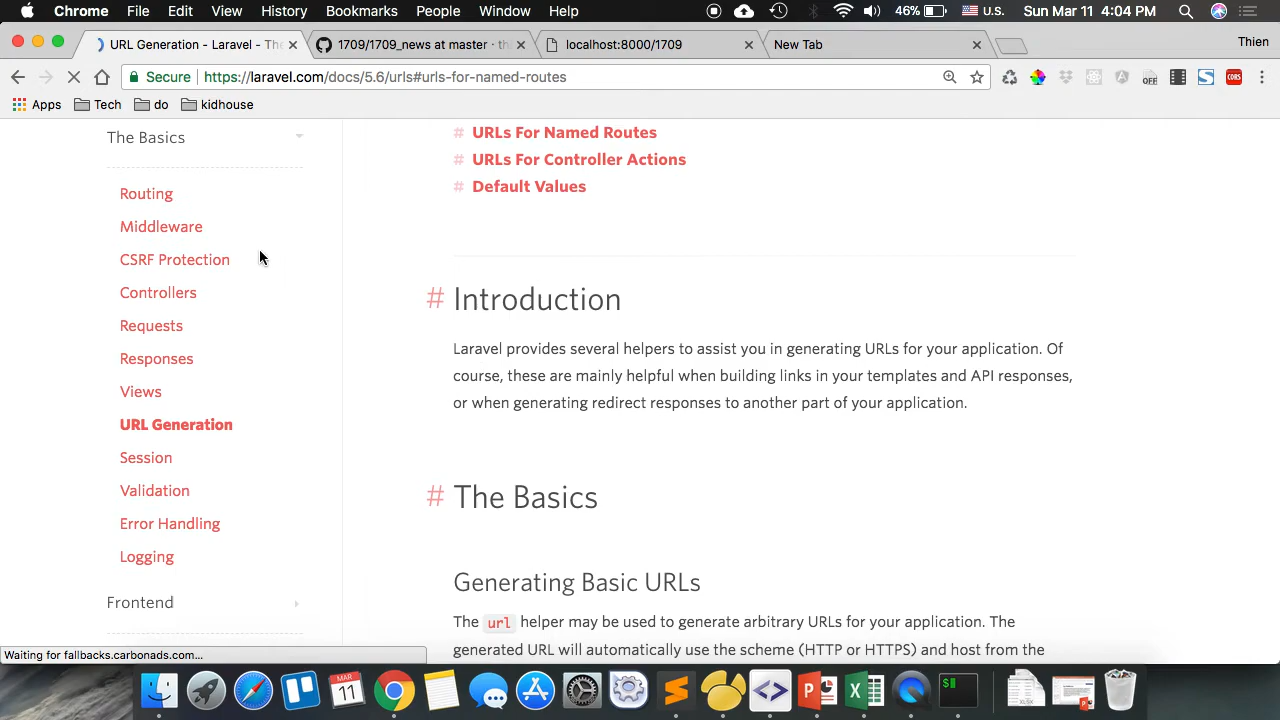 Chrome File Edit View History Bookmarks People Window Help 46% U.S. Sun Mar 11 4:04 PM
URL Generation - Laravel - The
1709/1709_news at master · th
localhost:8000/1709
New Tab
Thien
Secure https://laravel.com/docs/5.6/urls#urls-for-named-routes
OFF
CORS
Apps Tech do kidhouse
The Basics
Routing
Middleware
CSRF Protection
Controllers
Requests
Responses
Views
URL Generation
Session
Validation
Error Handling
Logging
Frontend
# URLs For Named Routes
# URLs For Controller Actions
# Default Values
# Introduction
Laravel provides several helpers to assist you in generating URLs for your application. Of
course, these are mainly helpful when building links in your templates and API responses,
or when generating redirect responses to another part of your application.
# The Basics
Generating Basic URLs
The url helper may be used to generate arbitrary URLs for your application. The
generated URL will automatically use the scheme (HTTP or HTTPS) and host from the
Waiting for fallbacks.carbonads.com...
MAR
11